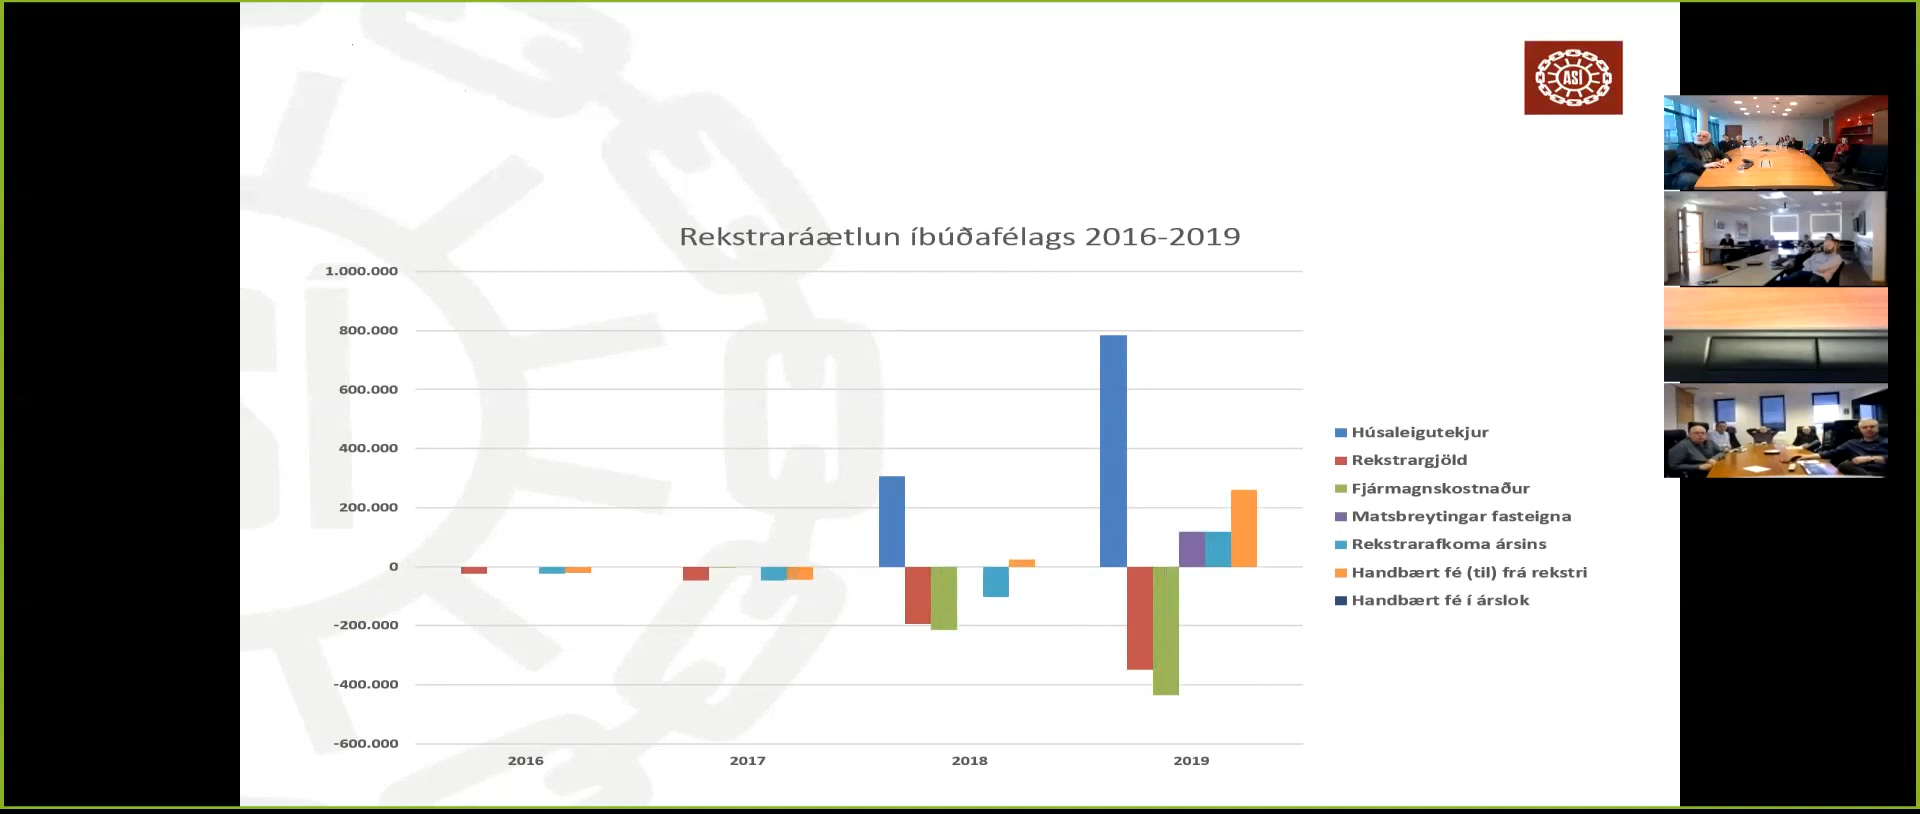 ASÍ
Rekstraráætlun íbúðafélags 2016-2019
1.000.000
800.000
600.000
400.000
200.000
0
-200.000
-400.000
-600.000
2016
2017
2018
2019
Húsaleigutekjur
Rekstrargjöld
Fjármagnskostnaður
Matsbreytingar fasteigna
Rekstrarafkoma ársins
Handbært fé (til) frá rekstri
Handbært fé í árslok